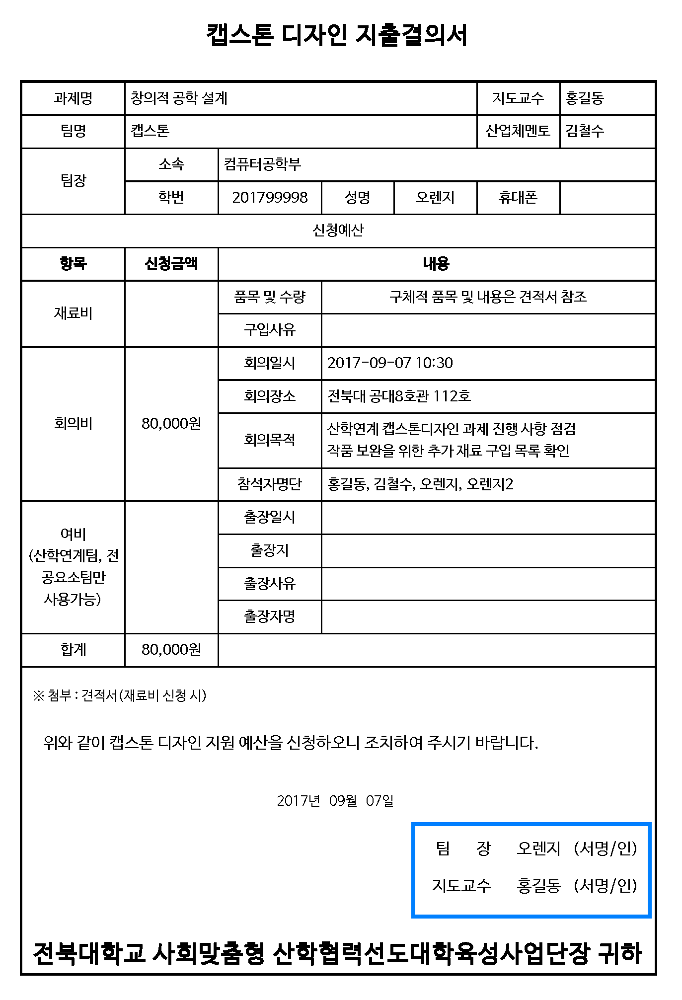 캡스톤 디자인 지출결의서
과제명 창의적 공학 설계 지도교수 홍길동
팀명 캡스톤 산업체멘토 김철수
팀장 소속 컴퓨터공학부
학번 201799998 성명 오렌지 휴대폰
신청예산
항목 신청금액 내용
재료비 품목 및 수량 구체적 품목 및 내용은 견적서 참조
구입사유
회의비 80,000원 회의일시 2017-09-07 10:30
회의장소 전북대 공대8호관 112호
회의목적 산학연계 캡스톤디자인 과제 진행 사항 점검
작품 보완을 위한 추가 재료 구입 목록 확인
참석자명단 홍길동, 김철수, 오렌지, 오렌지2
여비
(산학연계팀, 전
공요소팀만
사용가능)
출장일시
출장지
출장사유
출장자명
합계 80,000원
※ 첨부 : 견적서(재료비 신청 시)
위와 같이 캡스톤 디자인 지원 예산을 신청하오니 조치하여 주시기 바랍니다.
2017년 09월 07일
팀 장 오렌지 (서명/인)
지도교수 홍길동 (서명/인)
전북대학교 사회맞춤형 산학협력선도대학육성사업단장 귀하